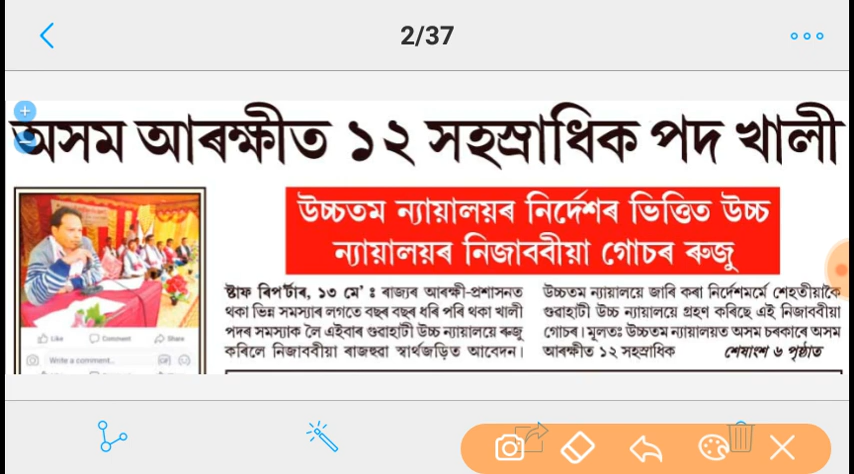 2/37
অসম আৰক্ষীত ১২ সহস্ৰাধিক পদ খালী
উচ্চতম ন্যায়ালয়ৰ নিৰ্দেশৰ ভিত্তিত উচ্চ
ন্যায়ালয়ৰ নিজাববীয়া গোচৰ ৰুজু
ষ্টাফ ৰিপৰ্টাৰ, ১৩ মে' ঃ ৰাজ্যৰ আৰক্ষী-প্ৰশাসনত
থকা ভিন্ন সমস্যাৰ লগতে বছৰ বছৰ ধৰি পৰি থকা খালী
পদৰ সমস্যাক লৈ এইবাৰ গুৱাহাটী উচ্চ ন্যায়ালয়ে ৰুজু
কৰিলে নিজাববীয়া ৰাজহুৱা স্বাৰ্থজড়িত আবেদন।
উচ্চতম ন্যায়ালয়ে জাৰি কৰা নিৰ্দেশমৰ্মে শেহতীয়াকৈ
গুৱাহাটী উচ্চ ন্যায়ালয়ে গ্ৰহণ কৰিছে এই নিজাববীয়া
গোচৰ। মূলতঃ উচ্চতম ন্যায়ালয়ত অসম চৰকাৰে অসম
আৰক্ষীত ১২ সহস্ৰাধিক শেষাংশ ৬ পৃষ্ঠাত
Like Comment Share
Write a comment... GIF